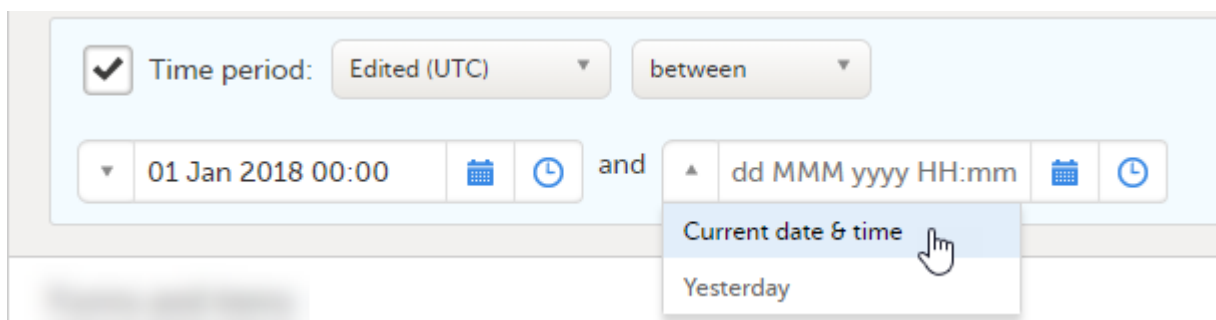 Time period: Edited (UTC) between
01 Jan 2018 00:00 and dd MMM yyyy HH:mm
Current date & time
Yesterday